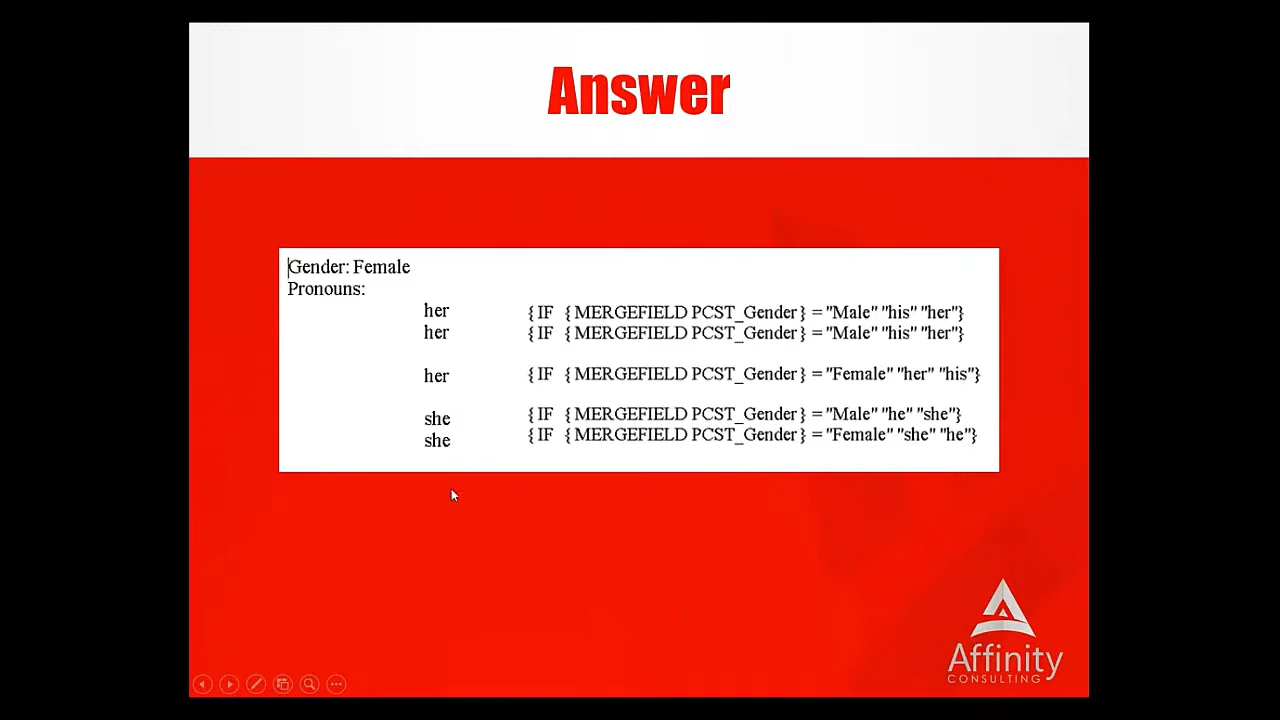 Answer
Gender: Female
Pronouns:
her { IF { MERGEFIELD PCST_Gender} = "Male" "his" "her"}
her { IF { MERGEFIELD PCST_Gender} = "Male" "his" "her"}
her { IF { MERGEFIELD PCST_Gender} = "Female" "her" "his"}
she { IF { MERGEFIELD PCST_Gender} = "Male" "he" "she"}
she { IF { MERGEFIELD PCST_Gender} = "Female" "she" "he"}
Affinity
CONSULTING